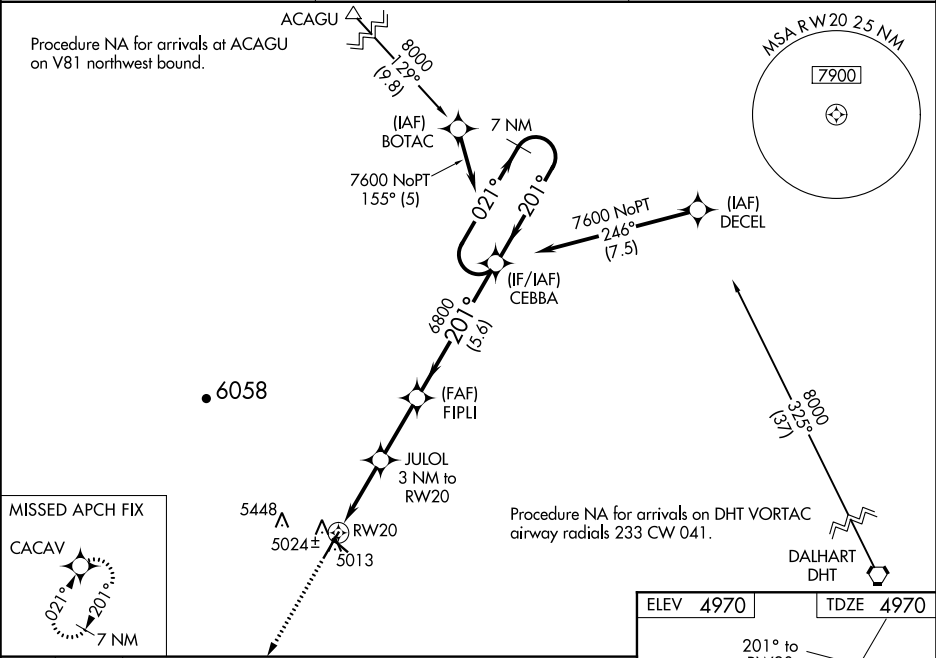 ACAGU
Procedure NA for arrivals at ACAGU
on V81 northwest bound.
8000
129°
(9.8)
MSA RW20 25 NM
7900
(IAF)
BOTAC
7 NM
7600 NoPT
155° (5)
021°
201°
7600 NoPT
246°
(7.5)
(IAF)
DECEL
(IF/IAF)
CEBBA
6800
201°
(5.6)
6058
(FAF)
FIPLI
8000
325°
(37)
JULOL
3 NM to
RW20
MISSED APCH FIX
CACAV
021°
201°
7 NM
5448
5024±
RW20
5013
Procedure NA for arrivals on DHT VORTAC
airway radials 233 CW 041.
DALHART
DHT
ELEV 4970
TDZE 4970
201° to